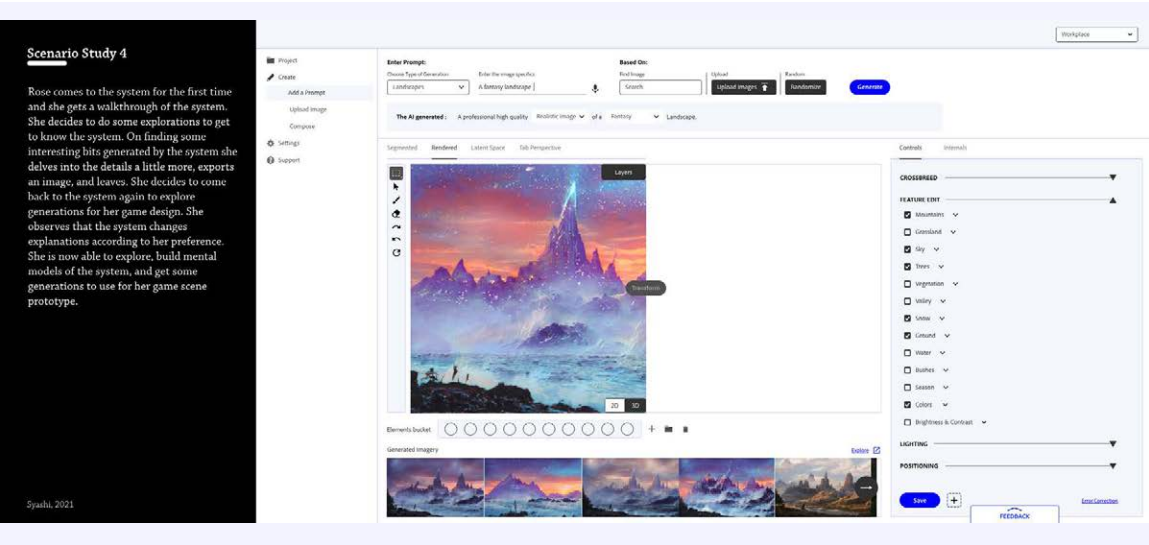 Scenario Study 4
Rose comes to the system for the first time
and she gets a walkthrough of the system.
She decides to do some explorations to get
to know the system. On finding some
interesting bits generated by the system she
delves into the details a little more, exports
an image, and leaves. She decides to come
back to the system again to explore
generations for her game design. She
observes that the system changes
explanations according to her preference.
She is now able to explore, build mental
models of the system, and get some
generations to use for her game scene
prototype.
Syashi, 2021
Workplace
Project
Create
Add a Prompt
Upload Image
Compose
Settings
Support
Enter Prompt:
Choose Type of Generation
Enter the image specifics
Landscapes
A fantasy landscape
Based On:
Find Image
Search
Upload
Upload Images
Random
Randomize
Generate
The AI generated : A professional high quality Realistic Image of a Fantasy Landscape.
Segmented Rendered Latent Space Tab Perspective
Layers
Transform
2D 3D
Elements bucket
Generated Imagery
Explore
Controls Internals
CROSSBREED
FEATURE EDIT
Mountains
Grassland
Sky
Trees
Vegetation
Valley
Snow
Ground
Water
Bushes
Season
Colors
Brightness & Contrast
LIGHTING
POSITIONING
Save
Error Correction
FEEDBACK